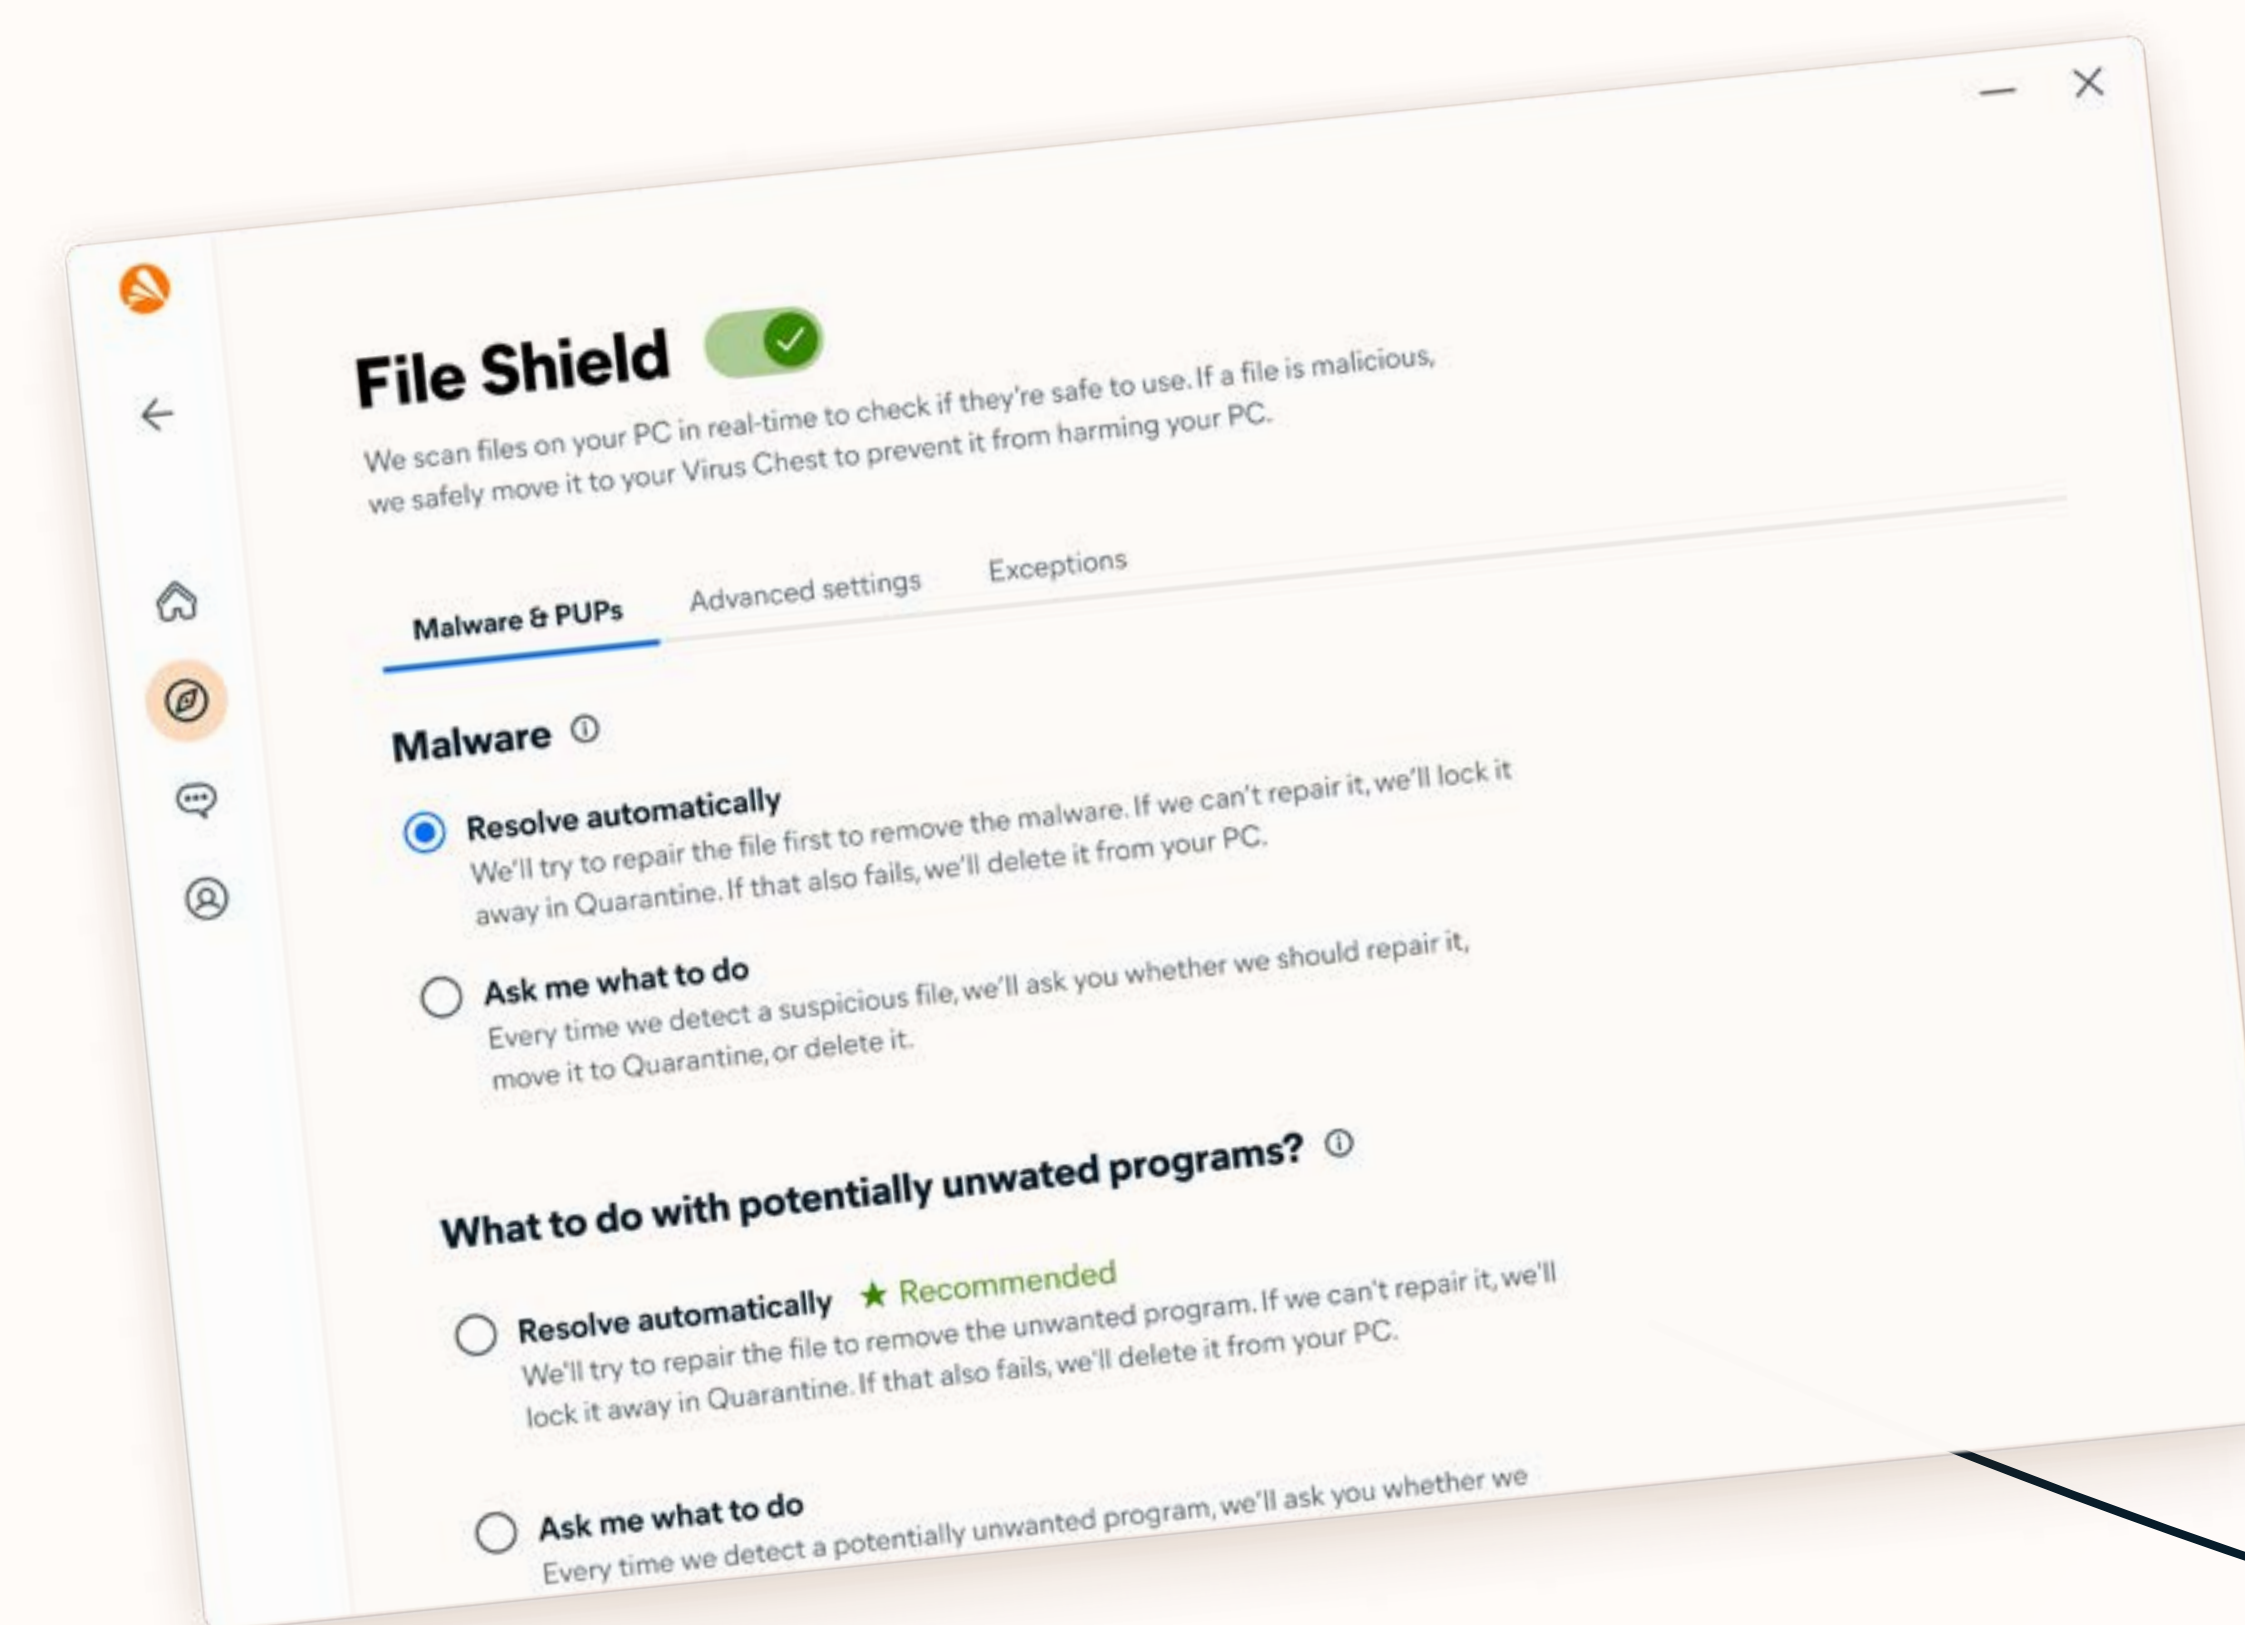 File Shield
We scan files on your PC in real-time to check if they're safe to use. If a file is malicious,
we safely move it to your Virus Chest to prevent it from harming your PC.
Malware & PUPs
Advanced settings
Exceptions
Malware
Resolve automatically
We'll try to repair the file first to remove the malware. If we can't repair it, we'll lock it
away in Quarantine. If that also fails, we'll delete it from your PC.
Ask me what to do
Every time we detect a suspicious file, we'll ask you whether we should repair it,
move it to Quarantine, or delete it.
What to do with potentially unwated programs?
Resolve automatically ★ Recommended
We'll try to repair the file to remove the unwanted program. If we can't repair it, we'll
lock it away in Quarantine. If that also fails, we'll delete it from your PC.
Ask me what to do
Every time we detect a potentially unwanted program, we'll ask you whether we